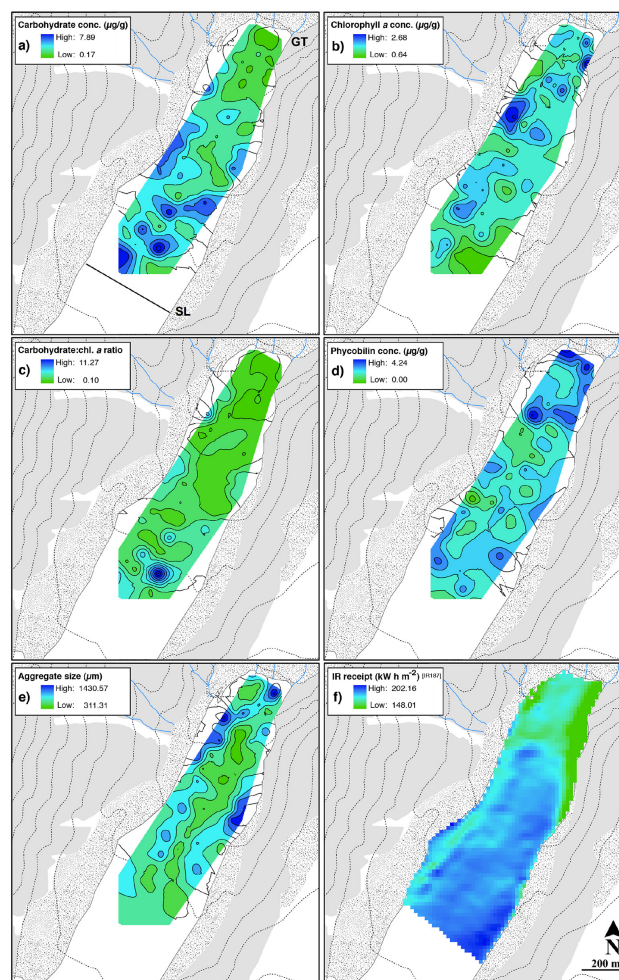 Carbohydrate conc. (µg/g)
a)
High: 7.89
Low: 0.17
GT
SL
Chlorophyll a conc. (µg/g)
b)
High: 2.68
Low: 0.64
Carbohydrate:chl. a ratio
c)
High: 11.27
Low: 0.10
Phycobilin conc. (µg/g)
d)
High: 4.24
Low: 0.00
Aggregate size (µm)
e)
High: 1430.57
Low: 311.31
IR receipt (kW h m⁻²) [IR187]
f)
High: 202.16
Low: 148.01
N
200 m